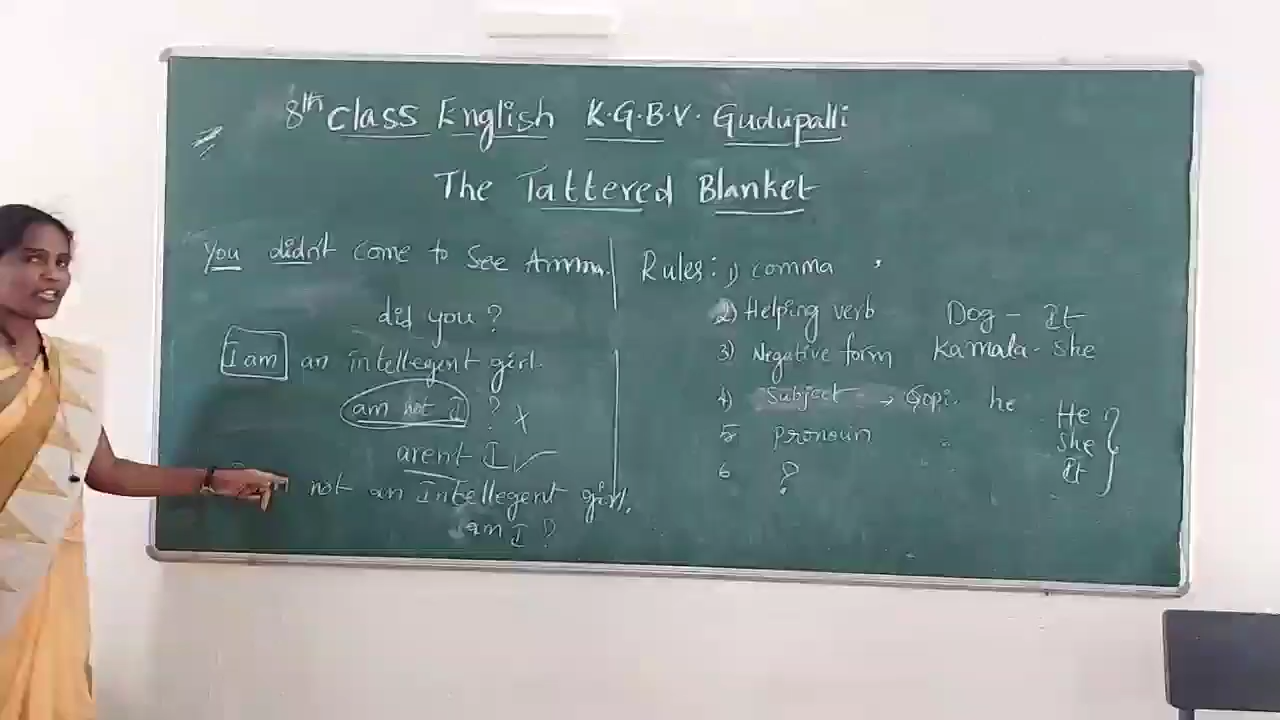 8th class English K.G.B.V. Gudupalli
The Tattered Blanket
You didn't come to see Amma.
did you?
I am an intellegent girl.
am not I ? x
arent I ✓
not an Intellegent girl.
am I ?
Rules: 1) comma ,
2) Helping verb
3) Negative form
4) Subject → Gopi. he
5 pronoun
6 ?
Dog - It
Kamala - She
He
She
It